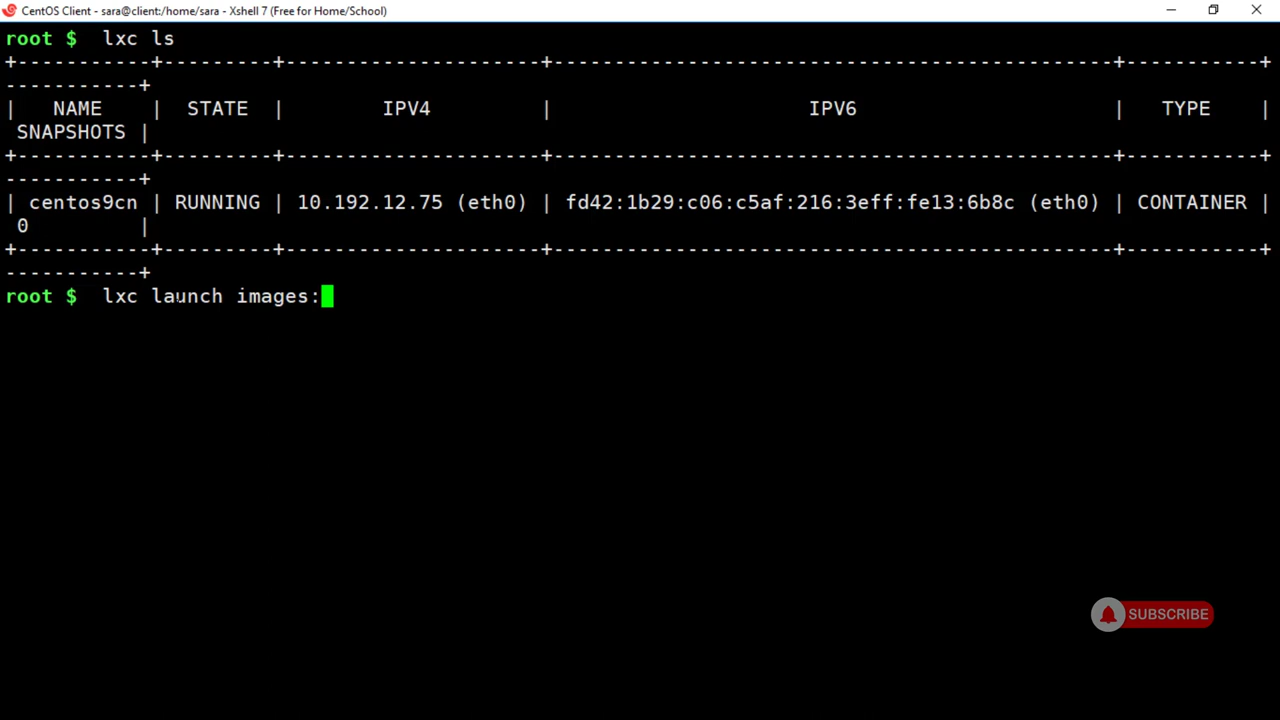 CentOS Client - sara@client:/home/sara - Xshell 7 (Free for Home/School)
root $  lxc ls
+-----------+---------+---------------------+-----------------------------------------------+-----------+
-----------+
|   NAME    |  STATE  |        IPV4         |                     IPV6                      |   TYPE    |
 SNAPSHOTS |
+-----------+---------+---------------------+-----------------------------------------------+-----------+
-----------+
| centos9cn | RUNNING | 10.192.12.75 (eth0) | fd42:1b29:c06:c5af:216:3eff:fe13:6b8c (eth0) | CONTAINER |
 0         |
+-----------+---------+---------------------+-----------------------------------------------+-----------+
-----------+
root $  lxc launch images:
SUBSCRIBE